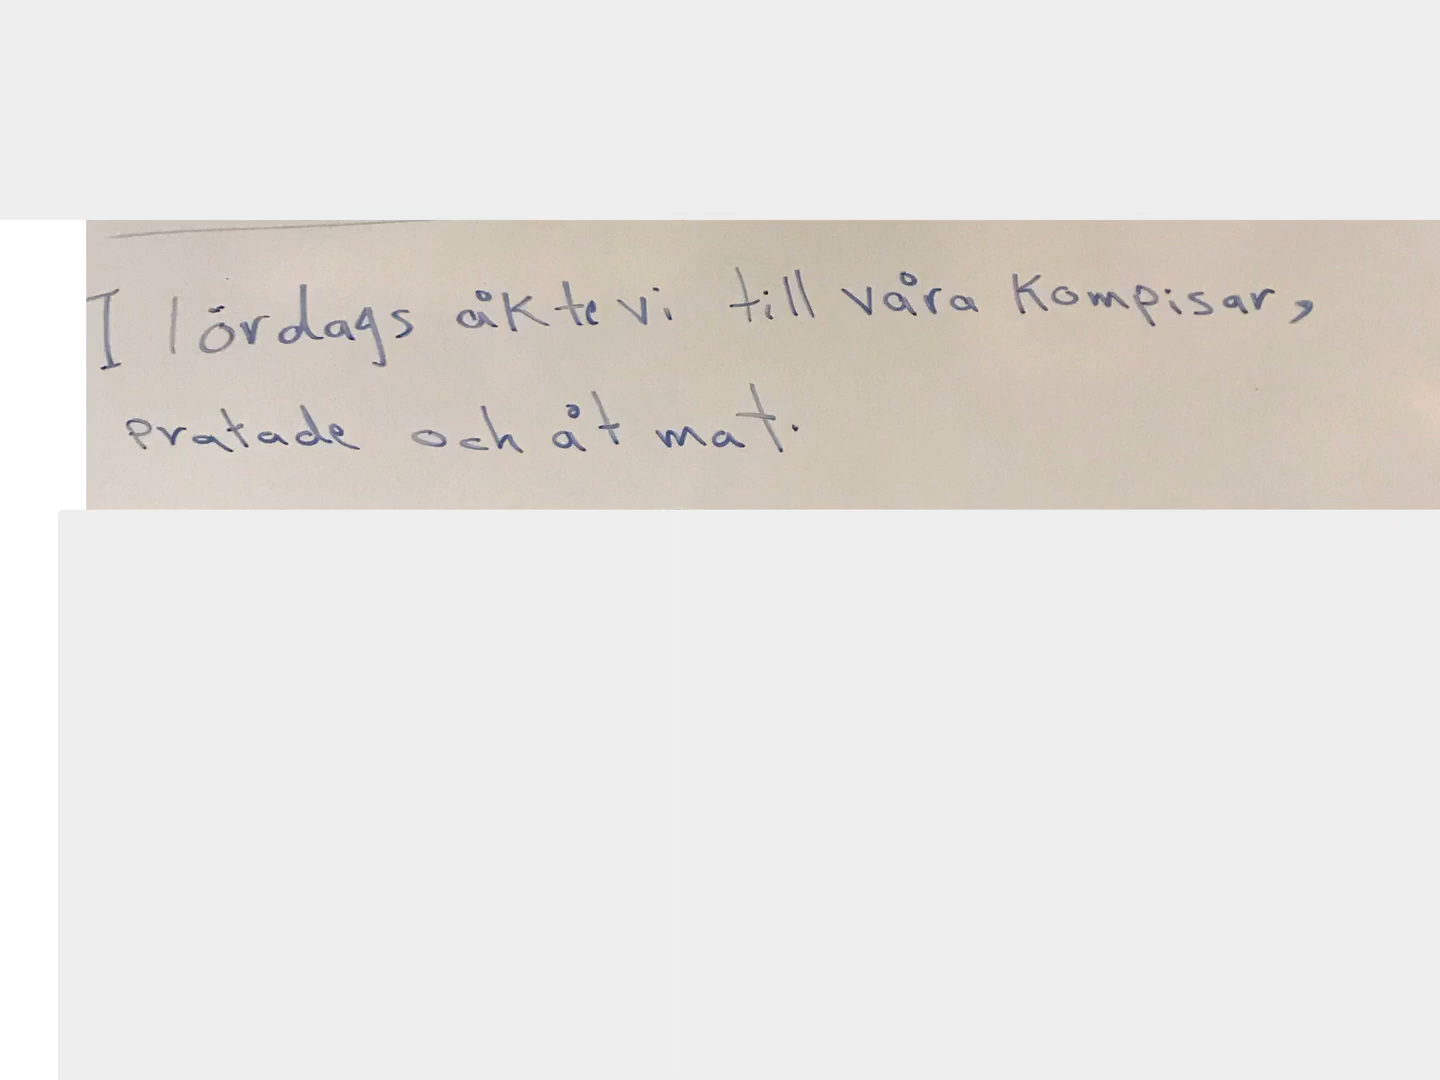 I lördags åkte vi till våra kompisar,
pratade och åt mat.